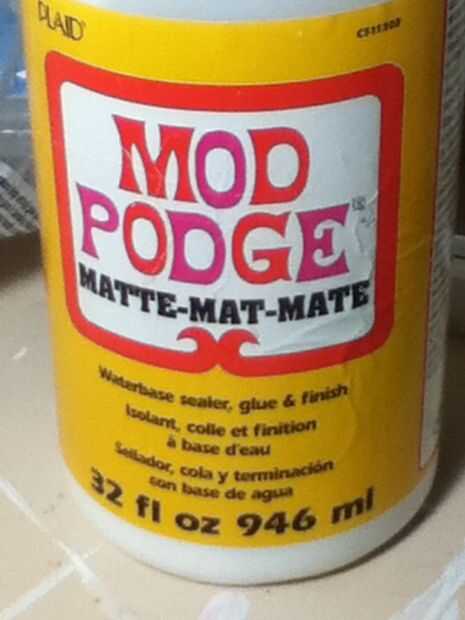 PLAID®
CS11303
MOD
PODGE®
MATTE-MAT-MATE
Waterbase sealer, glue & finish
Isolant, colle et finition
à base d'eau
Sellador, cola y terminación
con base de agua
32 fl oz 946 ml